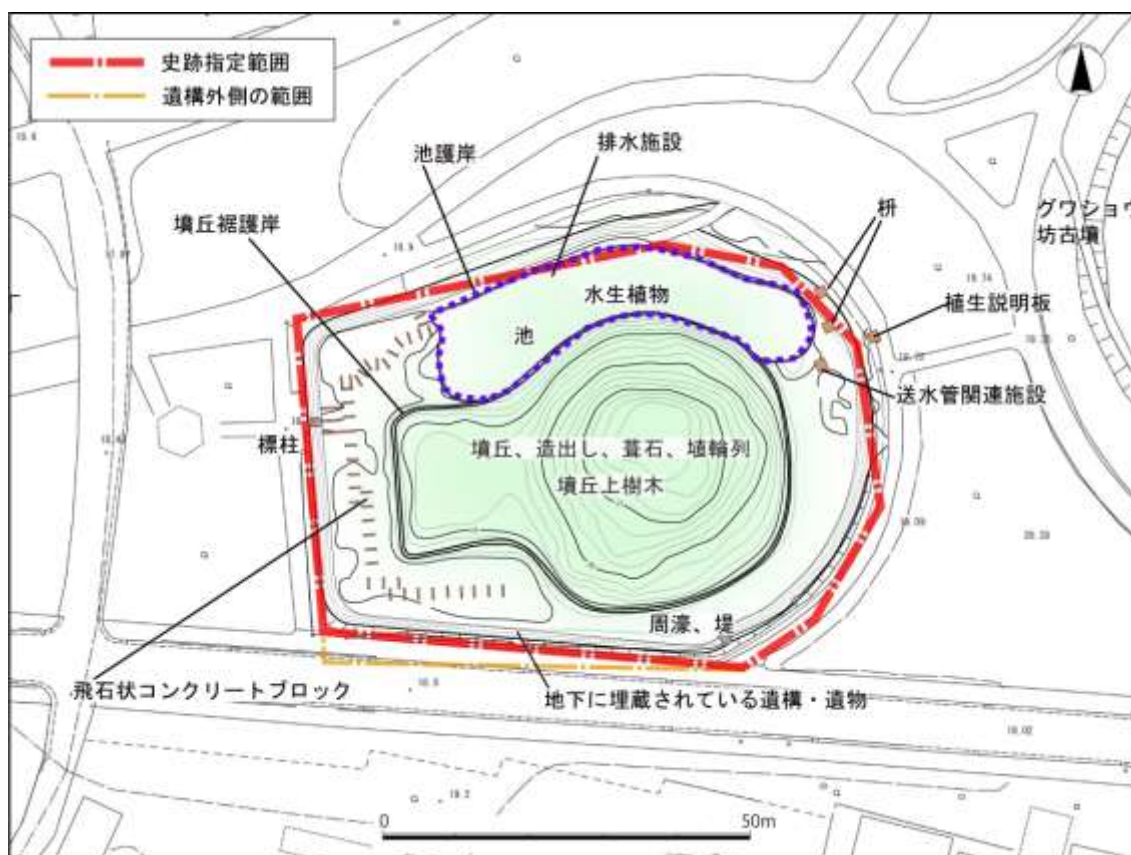 史跡指定範囲
遺構外側の範囲
池護岸
排水施設
墳丘裾護岸
枡
グワショウ
坊古墳
水生植物
植生説明板
池
送水管関連施設
標柱
墳丘、造出し、葺石、埴輪列
墳丘上樹木
周濠、堤
飛石状コンクリートブロック
地下に埋蔵されている遺構・遺物
0
50m